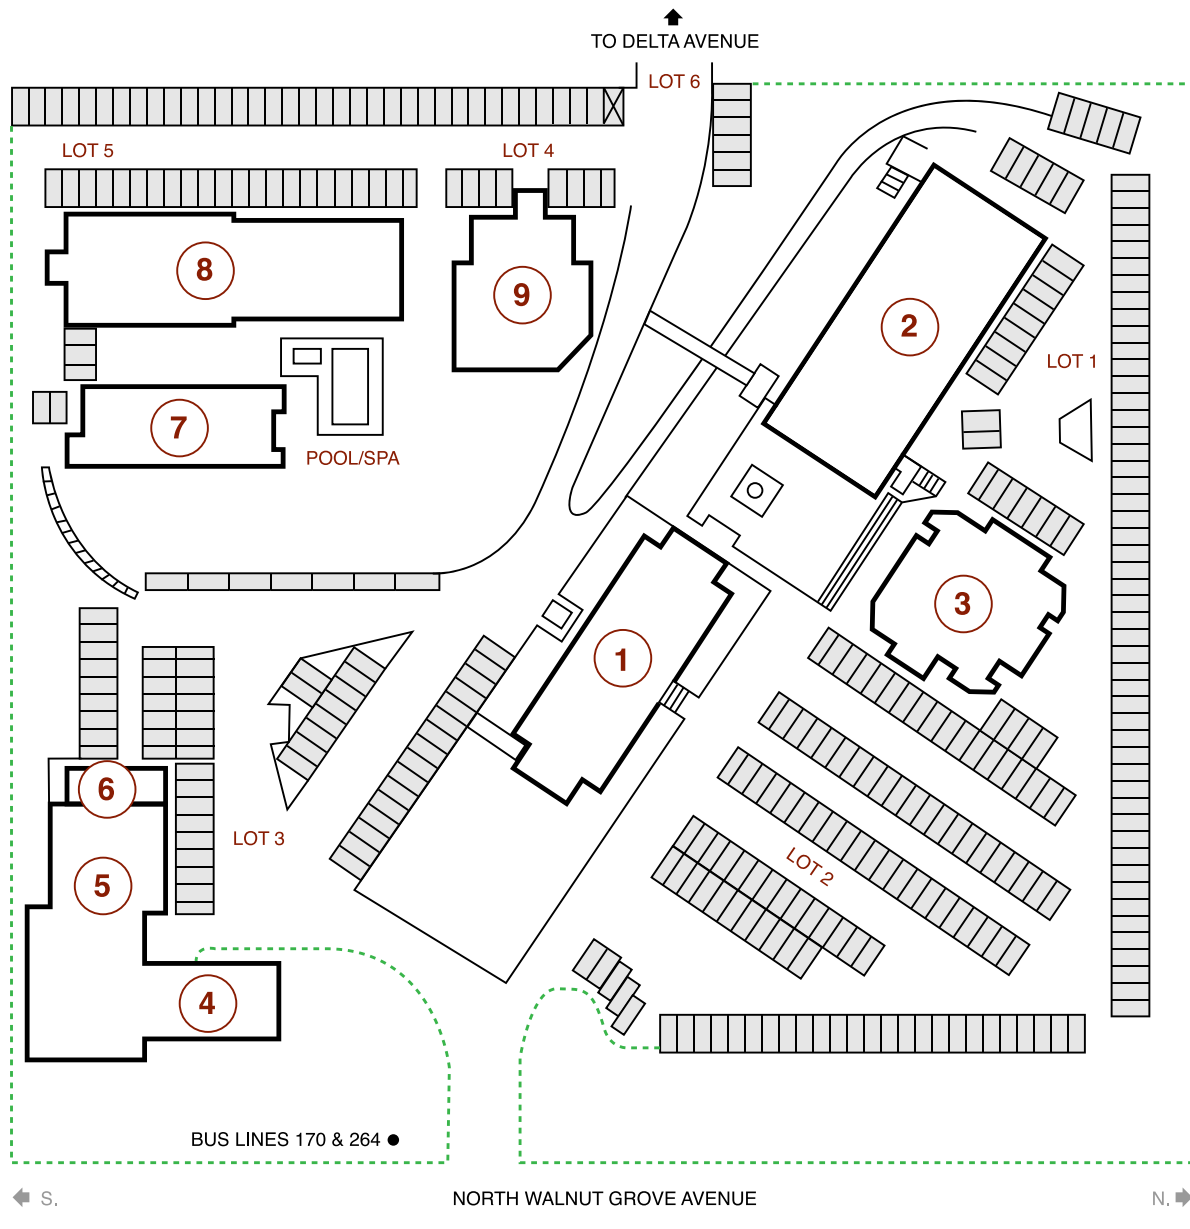 TO DELTA AVENUE
LOT 6
LOT 5
LOT 4
8
9
2
LOT 1
7
POOL/SPA
3
1
6
LOT 3
5
LOT 2
4
BUS LINES 170 & 264
S.
NORTH WALNUT GROVE AVENUE
N.